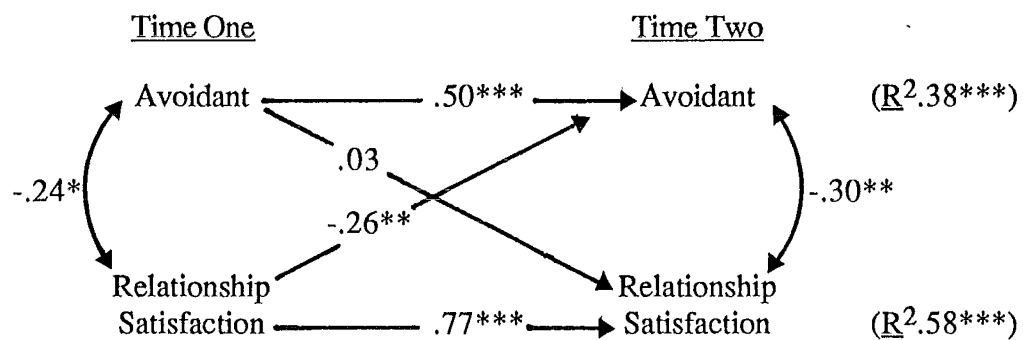 Time One Time Two
Avoidant .50*** Avoidant (R².38***)
.03
-.24* -.30**
-.26**
Relationship Relationship
Satisfaction .77*** Satisfaction (R².58***)